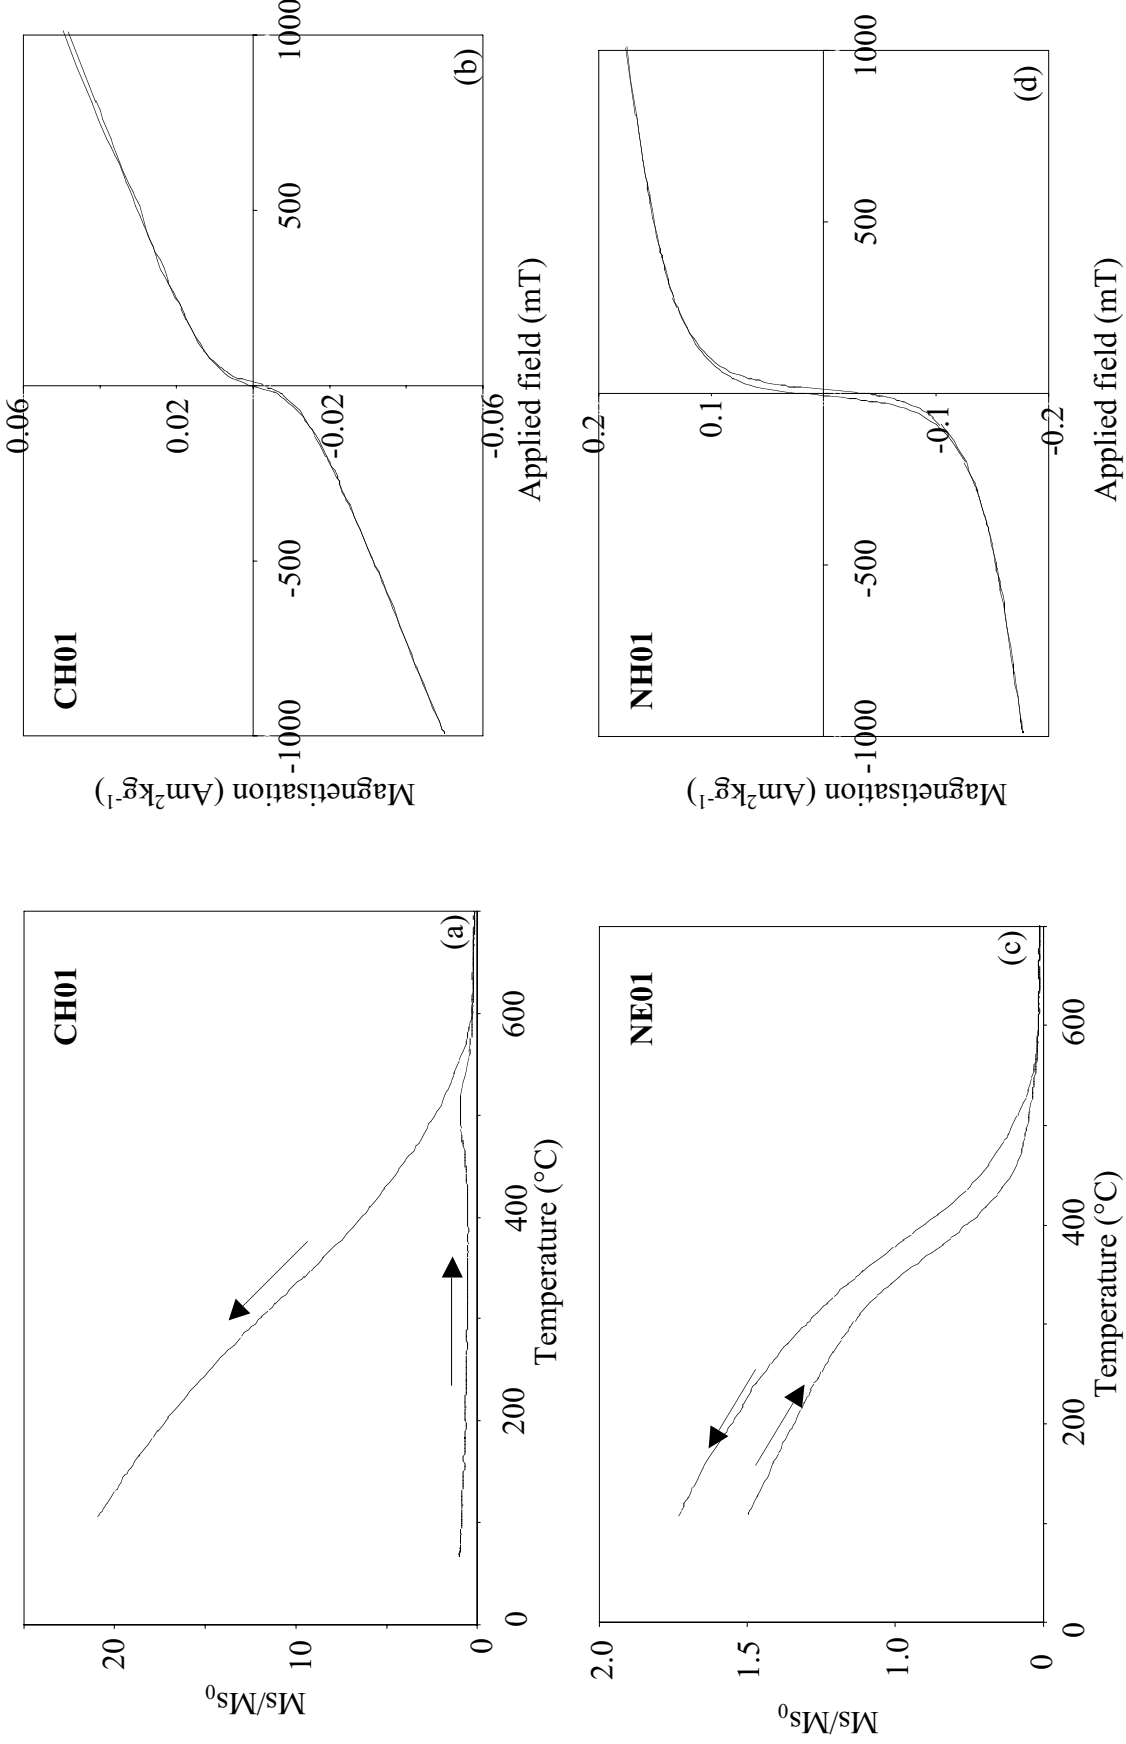 CH01
(a)
20
10
0
Ms/Ms0
0
200
400
600
Temperature (°C)
CH01
(b)
0.06
0.02
-0.02
-0.06
-1000
-500
500
1000
Magnetisation (Am²kg⁻¹)
Applied field (mT)
NE01
(c)
2.0
1.5
1.0
0
Ms/Ms0
0
200
400
600
Temperature (°C)
NH01
(d)
0.2
0.1
-0.1
-0.2
-1000
-500
500
1000
Magnetisation (Am²kg⁻¹)
Applied field (mT)